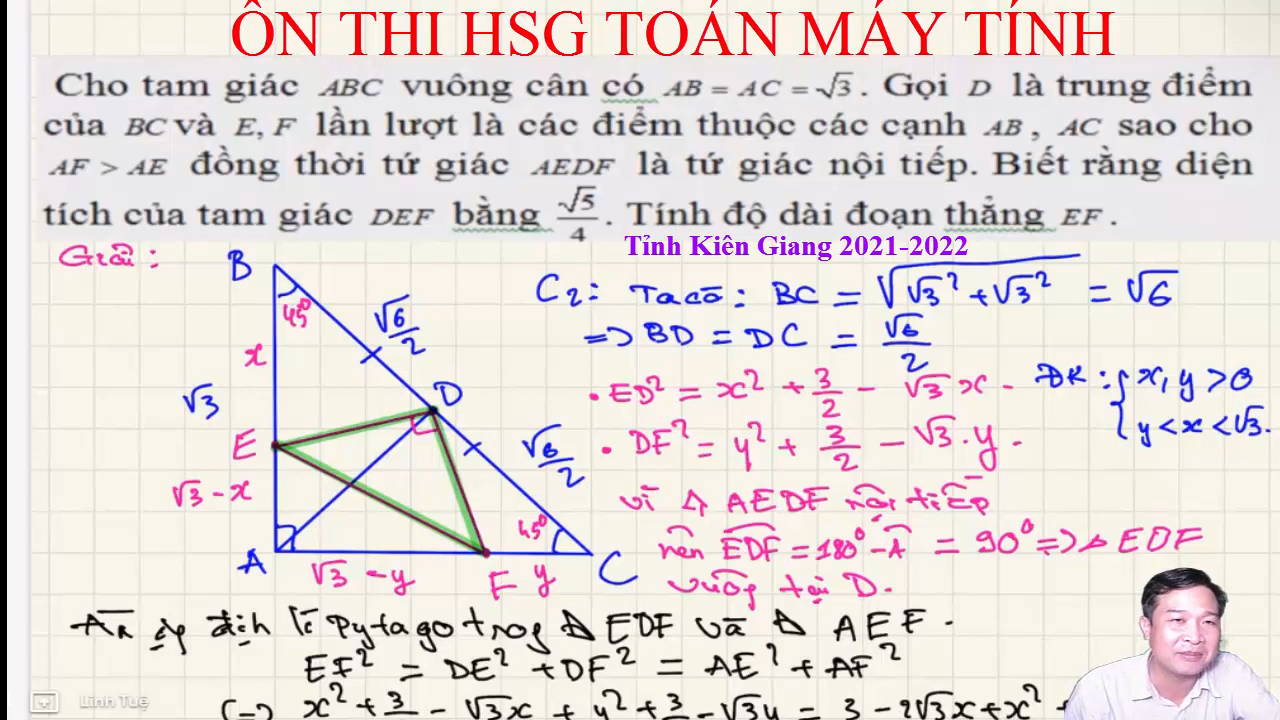 ÔN THI HSG TOÁN MÁY TÍNH
Cho tam giác ABC vuông cân có AB = AC = √3. Gọi D là trung điểm
của BC và E, F lần lượt là các điểm thuộc các cạnh AB, AC sao cho
AF > AE đồng thời tứ giác AEDF là tứ giác nội tiếp. Biết rằng diện
tích của tam giác DEF bằng √5/4. Tính độ dài đoạn thẳng EF.
Tỉnh Kiên Giang 2021-2022
Giải:
B
45°
√6/2
x
√3
D
E
√6/2
√3 - x
45°
A
√3 - y
F
y
C
C2: Ta có: BC = √(√3² + √3²) = √6
=> BD = DC = √6/2
• ED² = x² + 3/2 - √3x.
ĐK: { x, y > 0
y < x < √3.
• DF² = y² + 3/2 - √3.y.
Vì AEDF nội tiếp
nên EDF = 180° - A = 90° => Δ EDF
vuông tại D.
định lí Pytago trog Δ EDF và Δ AEF.
EF² = DE² + DF² = AE² + AF²
(=) x² + 3/ - √3x + y² + 3/ - √3y = 3 - 2√3x + x² +
Linh Tuệ